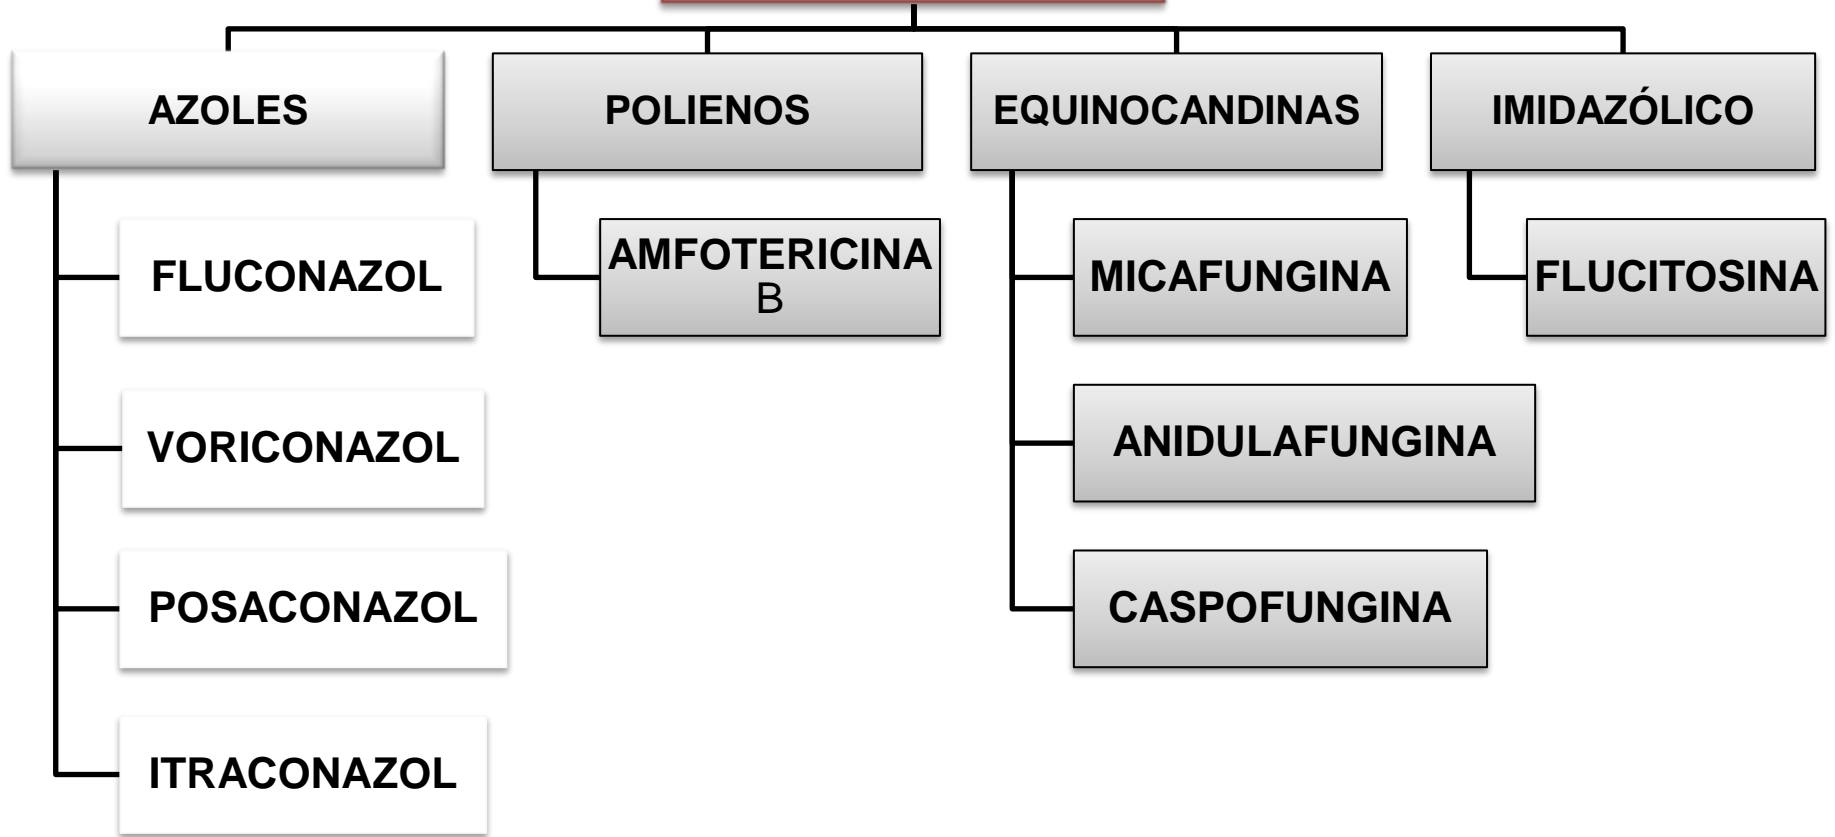 AZOLES
POLIENOS
EQUINOCANDINAS
IMIDAZÓLICO
FLUCONAZOL
VORICONAZOL
POSACONAZOL
ITRACONAZOL
AMFOTERICINA
B
MICAFUNGINA
ANIDULAFUNGINA
CASPOFUNGINA
FLUCITOSINA